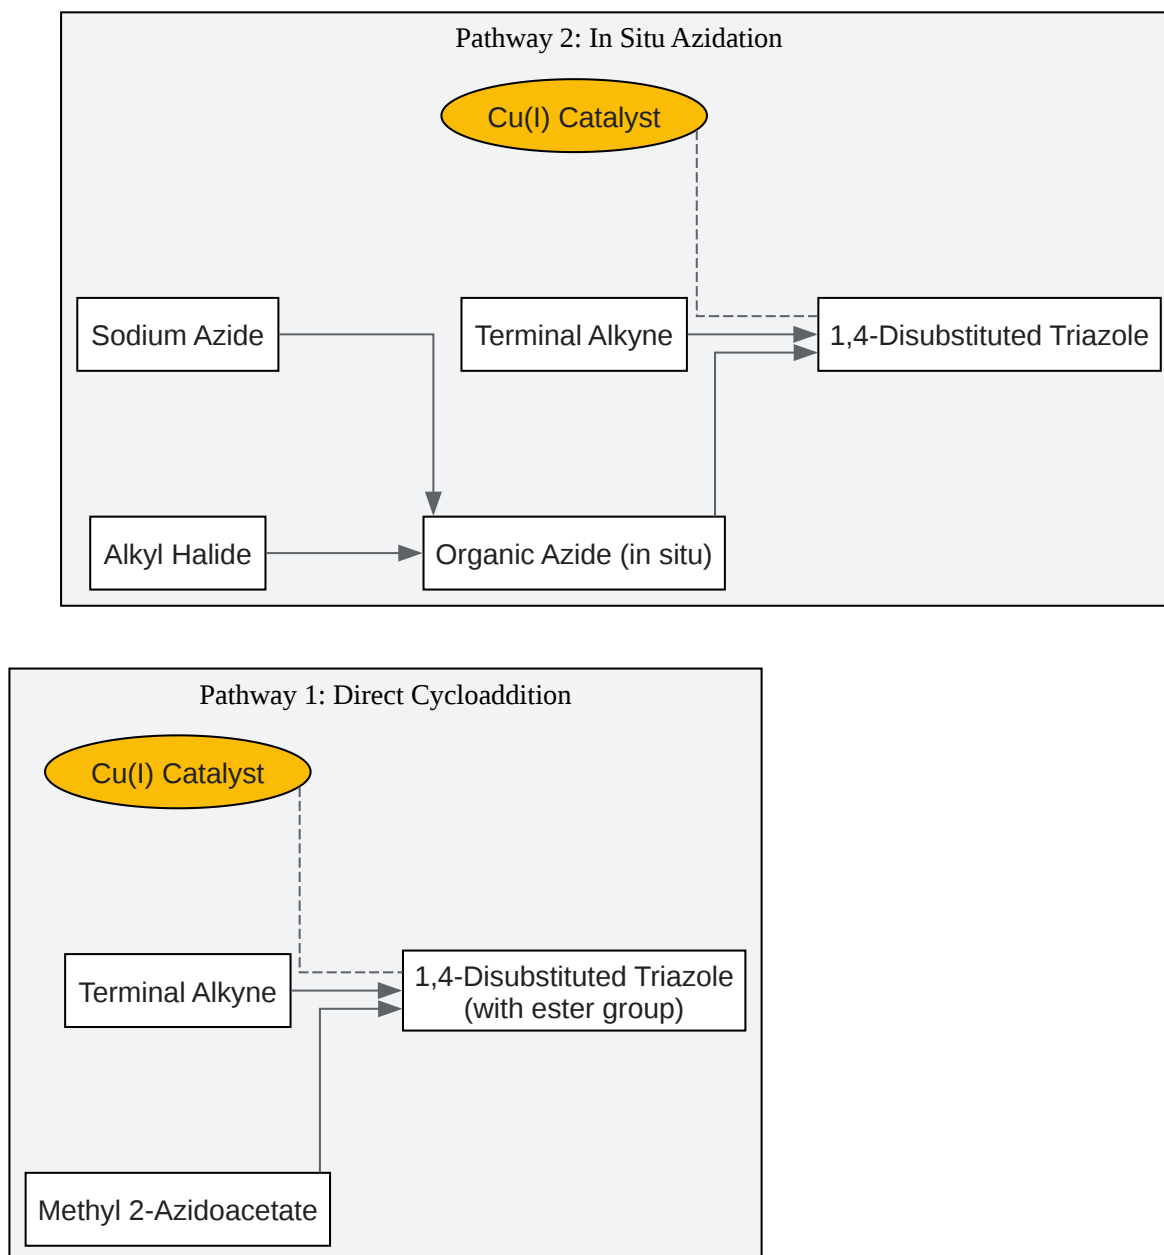 Pathway 2: In Situ Azidation
Cu(I) Catalyst
Sodium Azide
Terminal Alkyne
1,4-Disubstituted Triazole
Alkyl Halide
Organic Azide (in situ)
Pathway 1: Direct Cycloaddition
Cu(I) Catalyst
Terminal Alkyne
1,4-Disubstituted Triazole
(with ester group)
Methyl 2-Azidoacetate